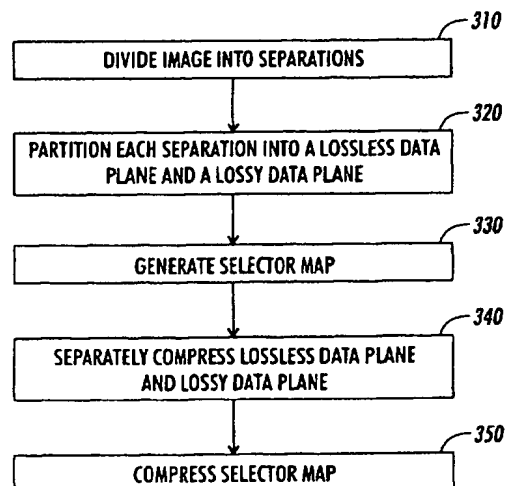 310
DIVIDE IMAGE INTO SEPARATIONS
320
PARTITION EACH SEPARATION INTO A LOSSLESS DATA
PLANE AND A LOSSY DATA PLANE
330
GENERATE SELECTOR MAP
340
SEPARATELY COMPRESS LOSSLESS DATA PLANE
AND LOSSY DATA PLANE
350
COMPRESS SELECTOR MAP